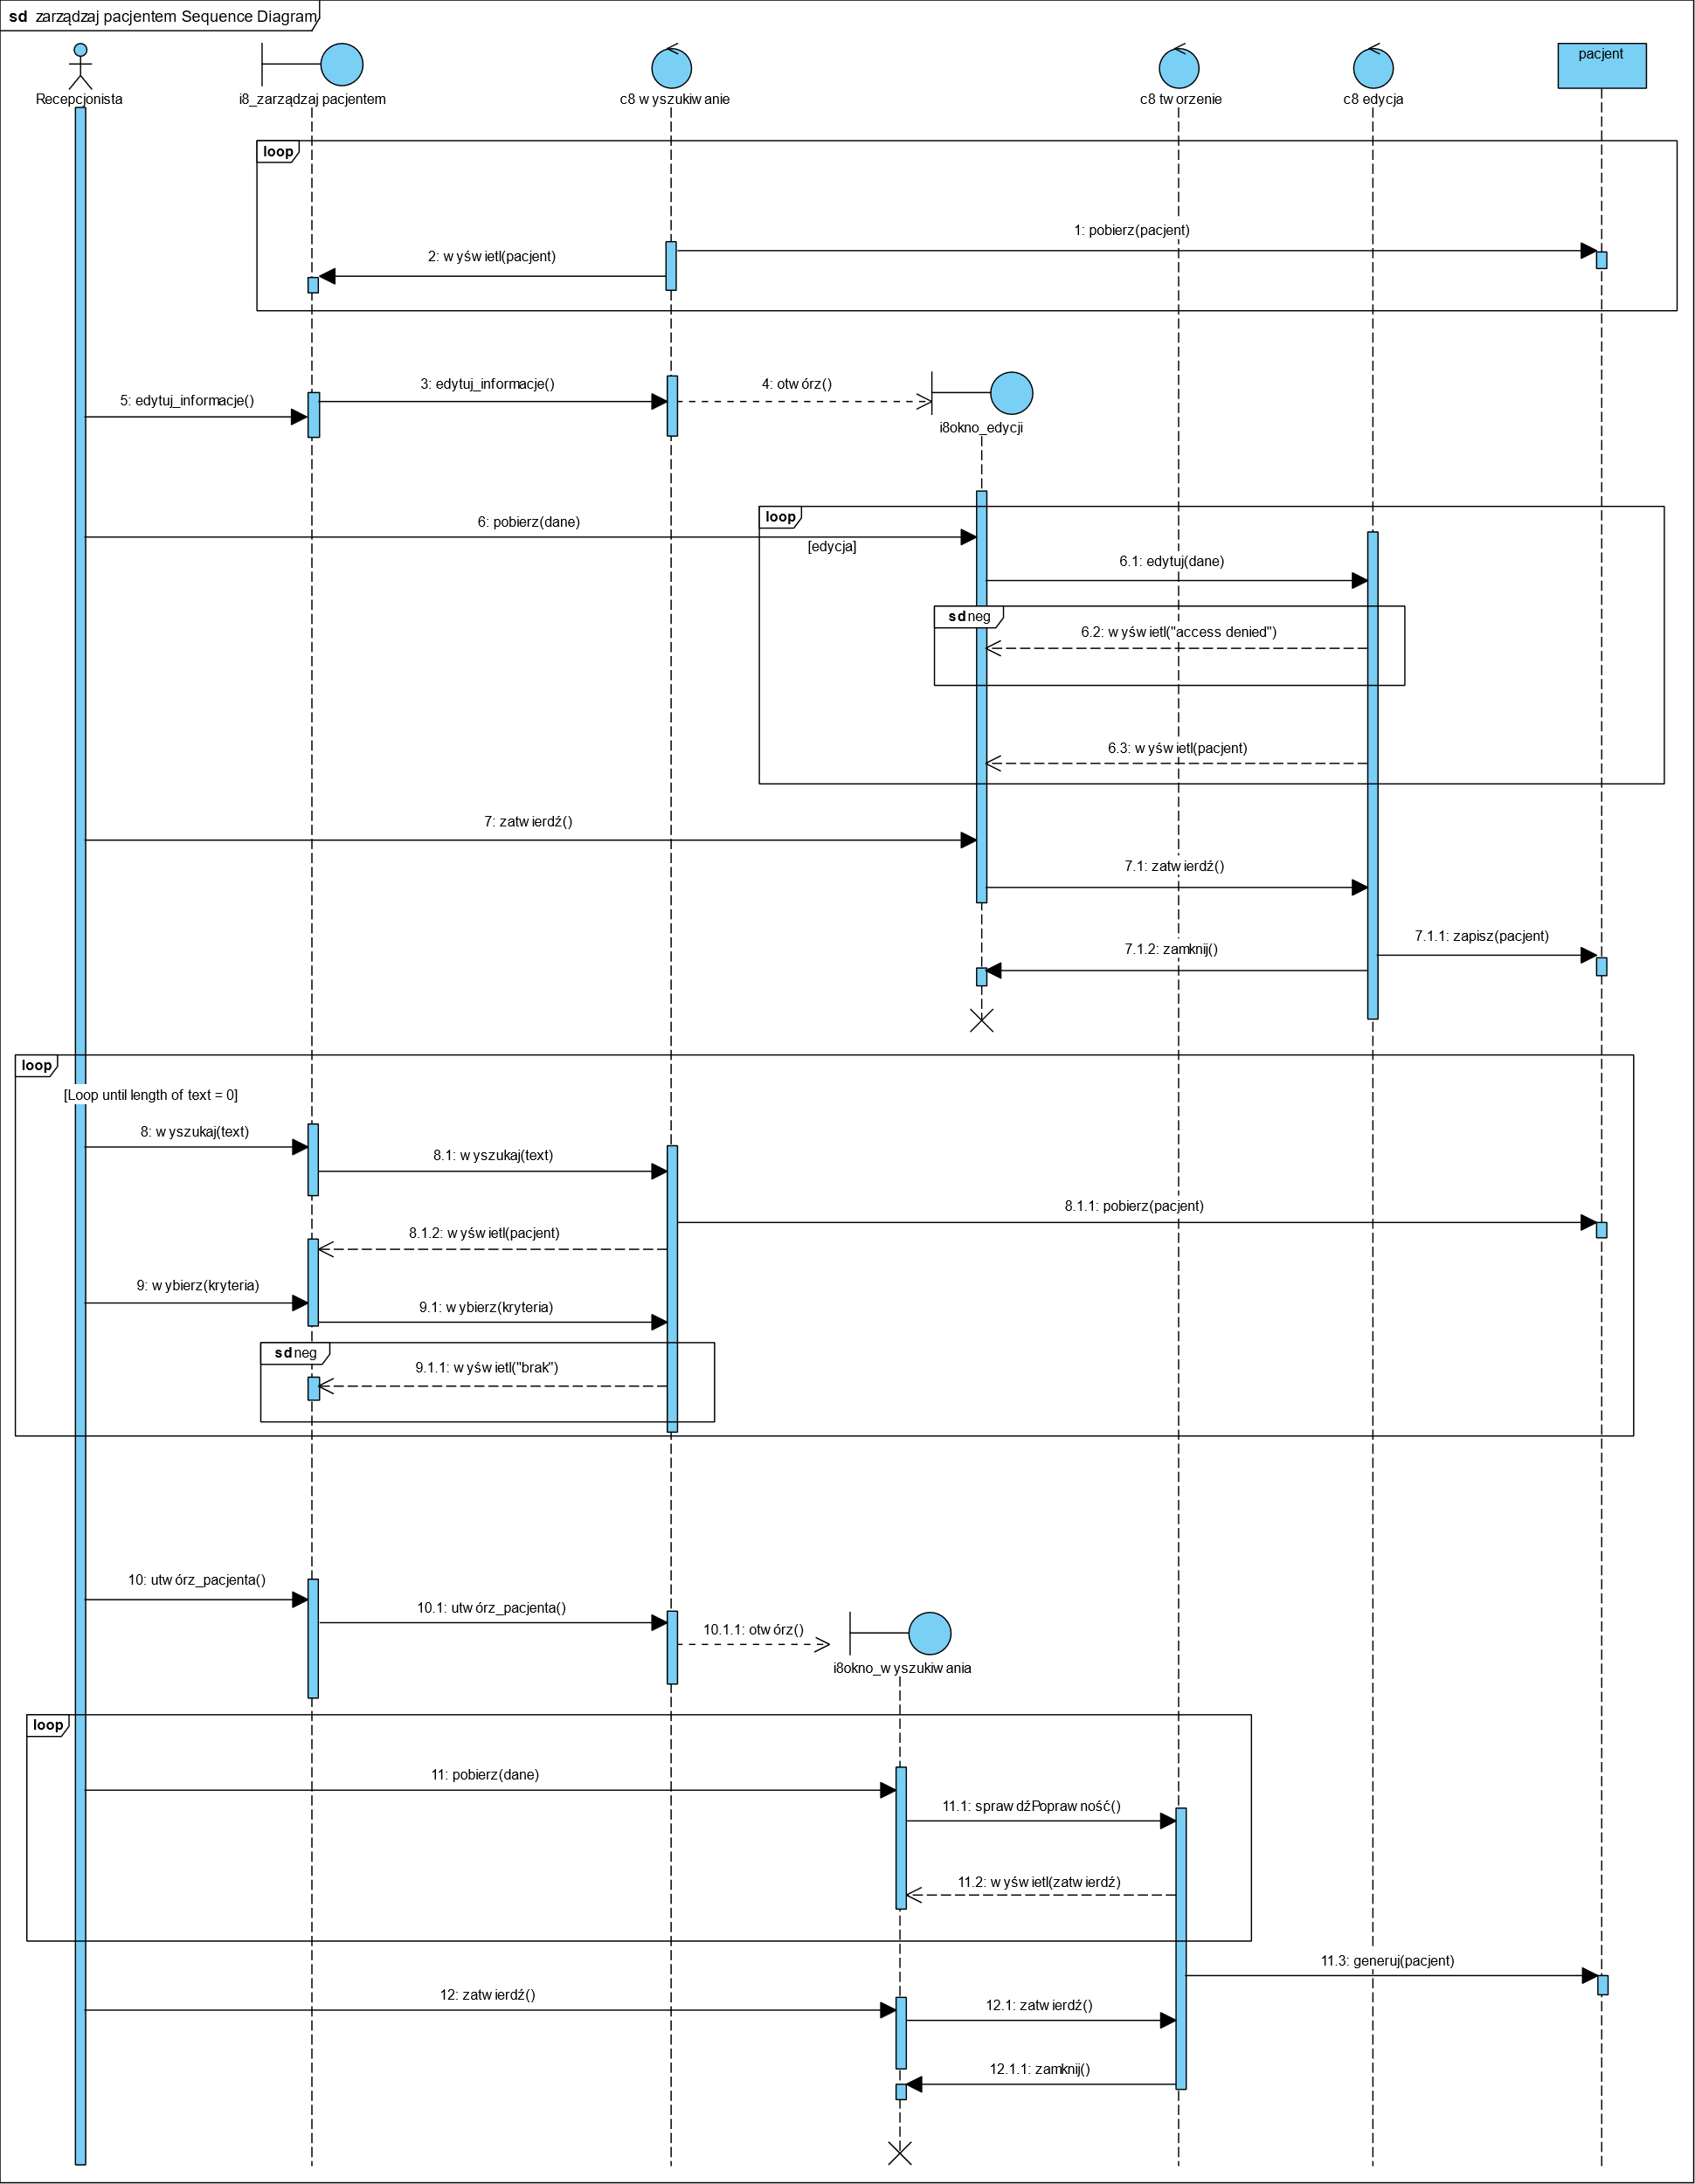 sd zarządzaj pacjentem Sequence Diagram
pacjent
Recepcjonista
i8_zarządzaj pacjentem
c8 wyszukiwanie
c8 tworzenie
c8 edycja
loop
1: pobierz(pacjent)
2: wyświetl(pacjent)
3: edytuj_informacje()
4: otwórz()
5: edytuj_informacje()
i8okno_edycji
loop
6: pobierz(dane)
[edycja]
6.1: edytuj(dane)
sd neg
6.2: wyświetl("access denied")
6.3: wyświetl(pacjent)
7: zatwierdź()
7.1: zatwierdź()
7.1.1: zapisz(pacjent)
7.1.2: zamknij()
loop
[Loop until length of text = 0]
8: wyszukaj(text)
8.1: wyszukaj(text)
8.1.1: pobierz(pacjent)
8.1.2: wyświetl(pacjent)
9: wybierz(kryteria)
9.1: wybierz(kryteria)
sd neg
9.1.1: wyświetl("brak")
10: utwórz_pacjenta()
10.1: utwórz_pacjenta()
10.1.1: otwórz()
i8okno_wyszukiwania
loop
11: pobierz(dane)
11.1: sprawdźPoprawność()
11.2: wyświetl(zatwierdź)
11.3: generuj(pacjent)
12: zatwierdź()
12.1: zatwierdź()
12.1.1: zamknij()